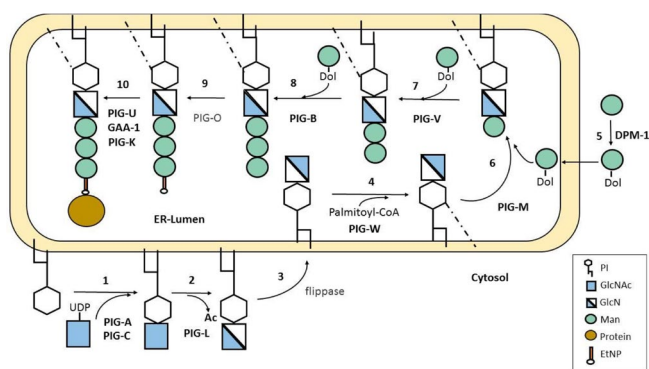 10
PIG-U
GAA-1
PIG-K
9
PIG-O
8
PIG-B
Dol
7
PIG-V
Dol
5
DPM-1
Dol
Dol
6
PIG-M
4
Palmitoyl-CoA
PIG-W
ER-Lumen
Cytosol
1
UDP
PIG-A
PIG-C
2
Ac
PIG-L
3
flippase
PI
GlcNAc
GlcN
Man
Protein
EtNP